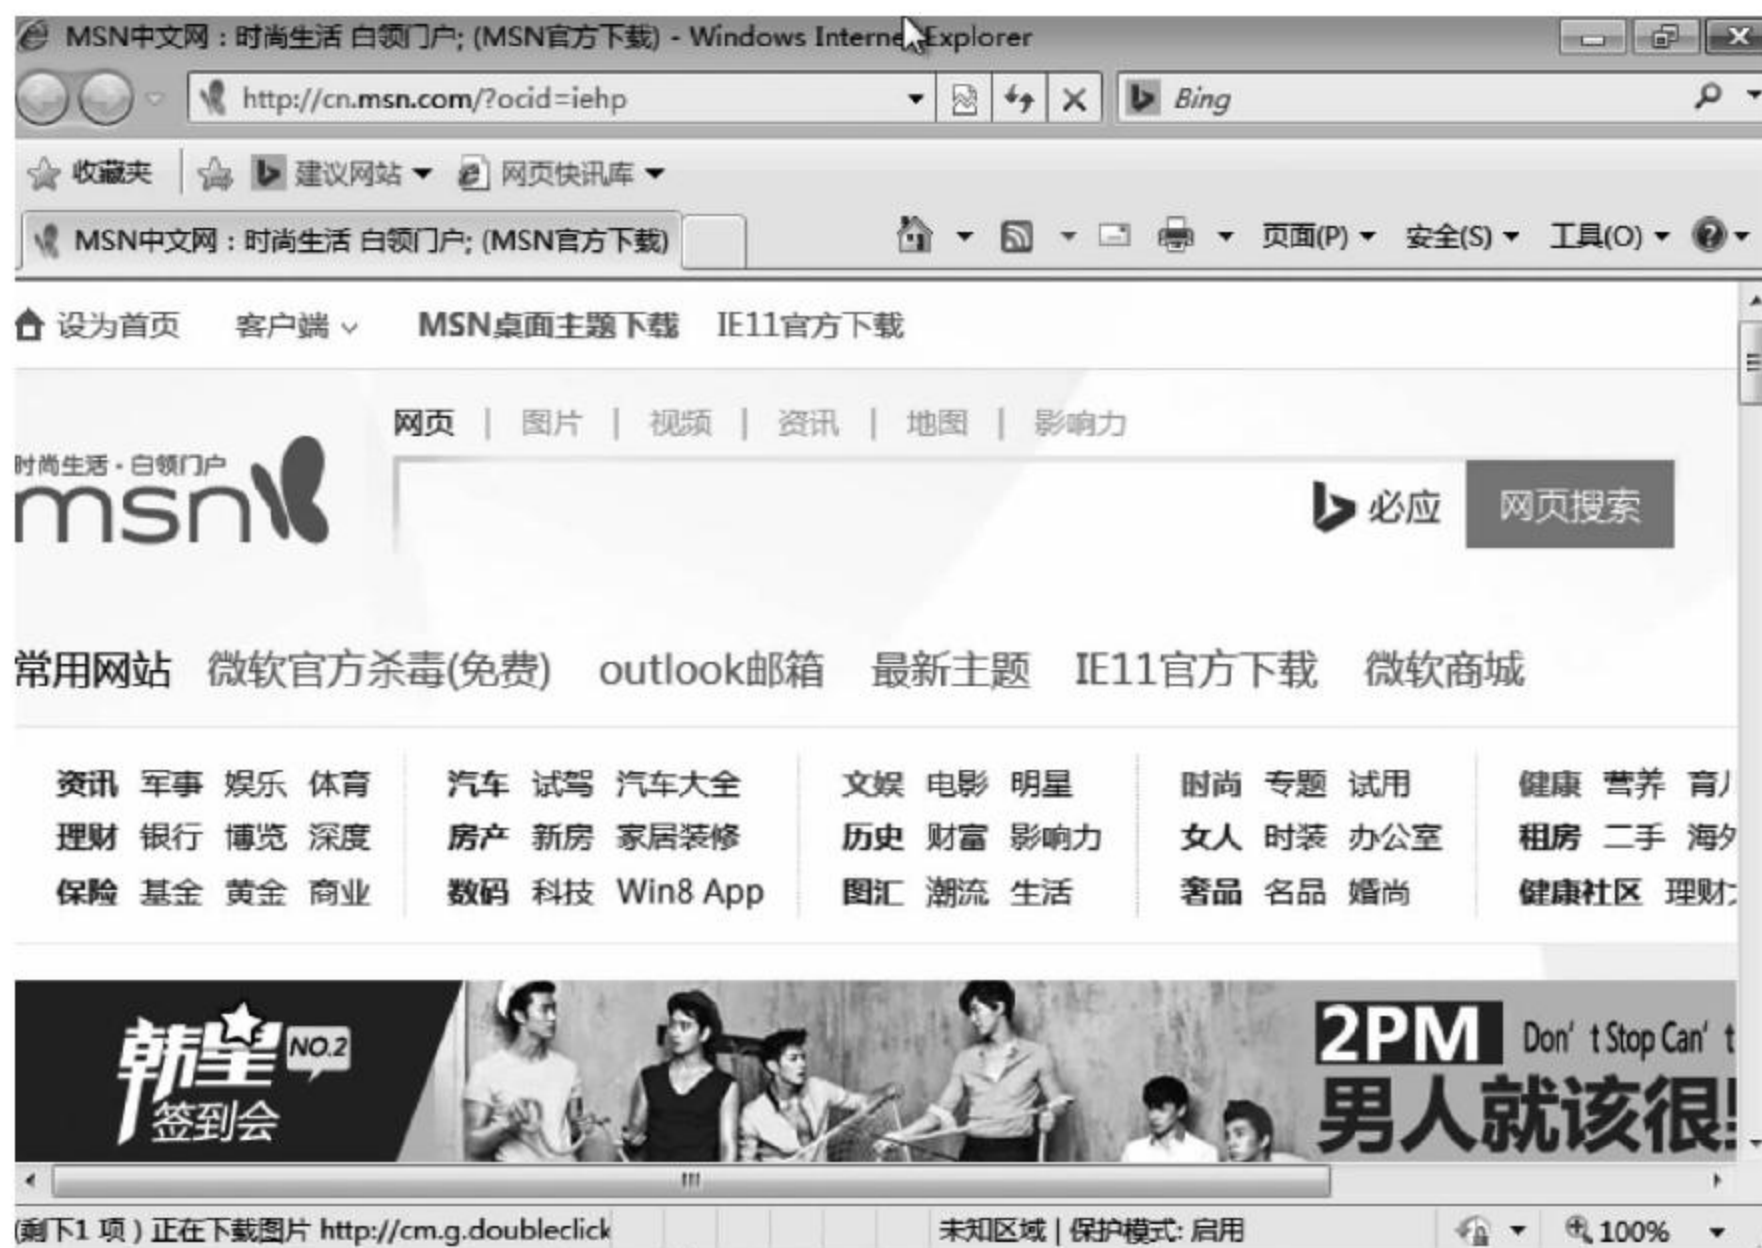 MSN中文网：时尚生活 白领门户; (MSN官方下载) - Windows Internet Explorer
http://cn.msn.com/?ocid=iehp
Bing
收藏夹 建议网站 网页快讯库
MSN中文网：时尚生活 白领门户; (MSN官方下载) 页面(P) 安全(S) 工具(O)
设为首页 客户端 MSN桌面主题下载 IE11官方下载
网页 | 图片 | 视频 | 资讯 | 地图 | 影响力
时尚生活·白领门户
msn
必应 网页搜索
常用网站 微软官方杀毒(免费) outlook邮箱 最新主题 IE11官方下载 微软商城
资讯 军事 娱乐 体育 汽车 试驾 汽车大全 文娱 电影 明星 时尚 专题 试用 健康 营养
理财 银行 博览 深度 房产 新房 家居装修 历史 财富 影响力 女人 时装 办公室 租房 二手 海外
保险 基金 黄金 商业 数码 科技 Win8 App 图汇 潮流 生活 奢品 名品 婚尚 健康社区 理财
韩星 NO.2
签到会
2PM Don't Stop Can't
男人就该很
(剩下1 项) 正在下载图片 http://cm.g.doubleclick 未知区域 | 保护模式: 启用 100%